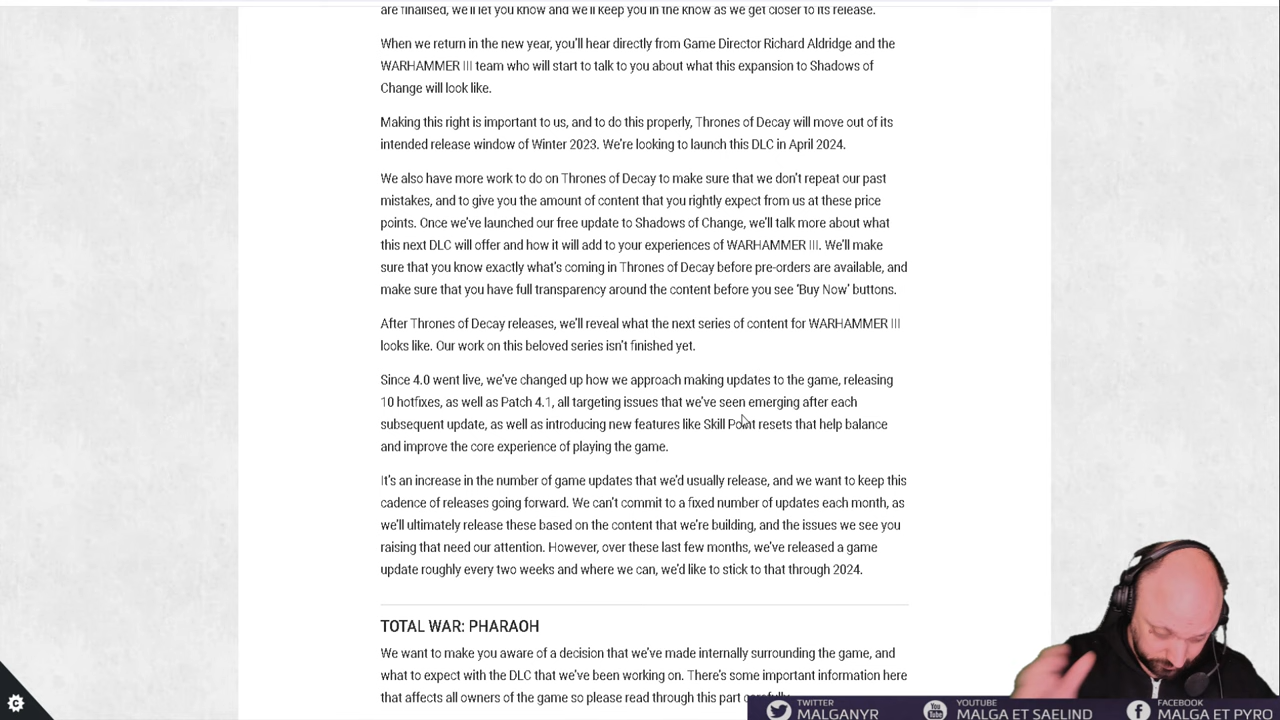 are finalised, we'll let you know and we'll keep you in the know as we get closer to its release.
When we return in the new year, you'll hear directly from Game Director Richard Aldridge and the
WARHAMMER III team who will start to talk to you about what this expansion to Shadows of
Change will look like.
Making this right is important to us, and to do this properly, Thrones of Decay will move out of its
intended release window of Winter 2023. We're looking to launch this DLC in April 2024.
We also have more work to do on Thrones of Decay to make sure that we don't repeat our past
mistakes, and to give you the amount of content that you rightly expect from us at these price
points. Once we've launched our free update to Shadows of Change, we'll talk more about what
this next DLC will offer and how it will add to your experiences of WARHAMMER III. We'll make
sure that you know exactly what's coming in Thrones of Decay before pre-orders are available, and
make sure that you have full transparency around the content before you see 'Buy Now' buttons.
After Thrones of Decay releases, we'll reveal what the next series of content for WARHAMMER III
looks like. Our work on this beloved series isn't finished yet.
Since 4.0 went live, we've changed up how we approach making updates to the game, releasing
10 hotfixes, as well as Patch 4.1, all targeting issues that we've seen emerging after each
subsequent update, as well as introducing new features like Skill Point resets that help balance
and improve the core experience of playing the game.
It's an increase in the number of game updates that we'd usually release, and we want to keep this
cadence of releases going forward. We can't commit to a fixed number of updates each month, as
we'll ultimately release these based on the content that we're building, and the issues we see you
raising that need our attention. However, over these last few months, we've released a game
update roughly every two weeks and where we can, we'd like to stick to that through 2024.
TOTAL WAR: PHARAOH
We want to make you aware of a decision that we've made internally surrounding the game, and
what to expect with the DLC that we've been working on. There's some important information here
that affects all owners of the game so please read through this part carefully.
TWITTER
MALGANYR
YOUTUBE
MALGA ET SAELIND
FACEBOOK
MALGA ET PYRO